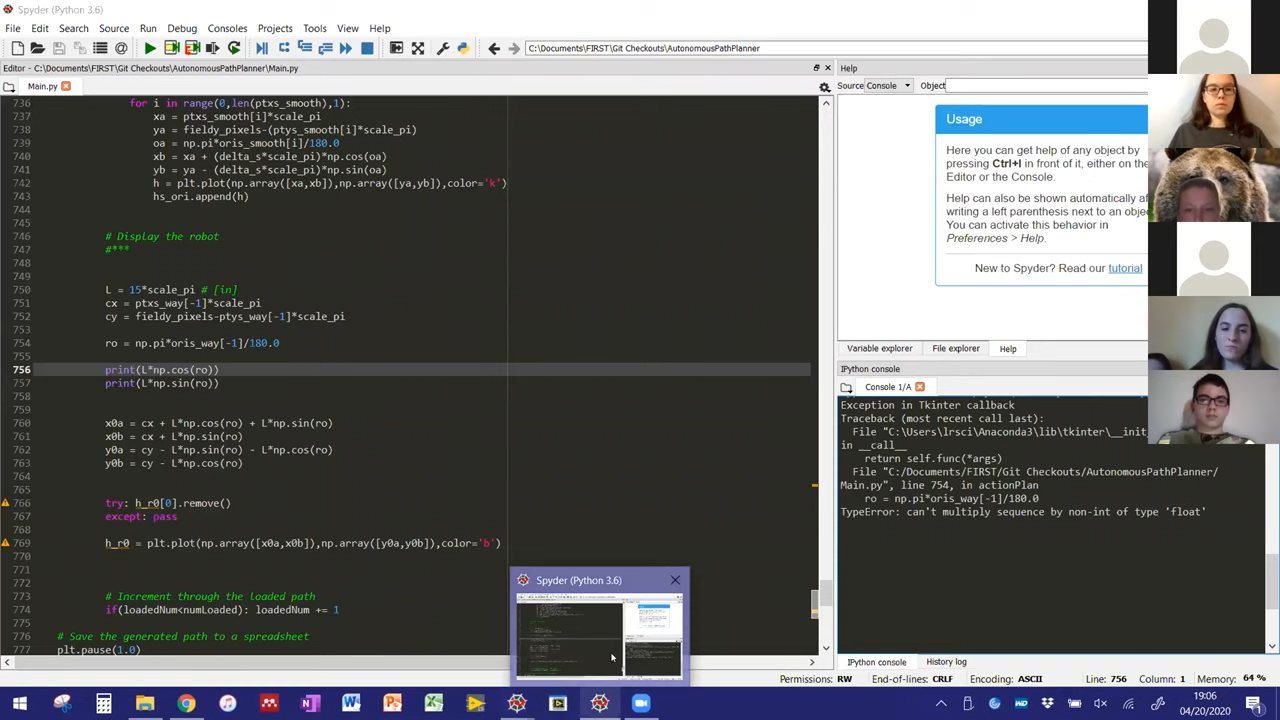 Spyder (Python 3.6)
File Edit Search Source Run Debug Consoles Projects Tools View Help
C:\Documents\FIRST\Git Checkouts\AutonomousPathPlanner
Editor - C:\Documents\FIRST\Git Checkouts\AutonomousPathPlanner\Main.py
Main.py
736 for i in range(0,len(ptxs_smooth),1):
737 xa = ptxs_smooth[i]*scale_pi
738 ya = fieldy_pixels-(ptys_smooth[i]*scale_pi)
739 oa = np.pi*oris_smooth[i]/180.0
740 xb = xa + (delta_s*scale_pi)*np.cos(oa)
741 yb = ya - (delta_s*scale_pi)*np.sin(oa)
742 h = plt.plot(np.array([xa,xb]),np.array([ya,yb]),color='k')
743 hs_ori.append(h)
744
745
746 # Display the robot
747 #***
748
749
750 L = 15*scale_pi # [in]
751 cx = ptxs_way[-1]*scale_pi
752 cy = fieldy_pixels-ptys_way[-1]*scale_pi
753
754 ro = np.pi*oris_way[-1]/180.0
755
756 print(L*np.cos(ro))
757 print(L*np.sin(ro))
758
759
760 x0a = cx + L*np.cos(ro) + L*np.sin(ro)
761 x0b = cx + L*np.sin(ro)
762 y0a = cy - L*np.sin(ro) - L*np.cos(ro)
763 y0b = cy - L*np.cos(ro)
764
765
766 try: h_r0[0].remove()
767 except: pass
768
769 h_r0 = plt.plot(np.array([x0a,x0b]),np.array([y0a,y0b]),color='b')
770
771
772
773 # Increment through the loaded path
774 if(loadedNum<numLoaded): loadedNum += 1
775
776 # Save the generated path to a spreadsheet
777 plt.pause(1.0)
Help
Source Console Object
Usage
Here you can get help of any object by
pressing Ctrl+I in front of it, either on the
Editor or the Console.
Help can also be shown automatically af
writing a left parenthesis next to an obje
You can activate this behavior in
Preferences > Help.
New to Spyder? Read our tutorial
Variable explorer File explorer Help
IPython console
Console 1/A
Exception in Tkinter callback
Traceback (most recent call last):
File "C:\Users\lrsci\Anaconda3\lib\tkinter\__init
in __call__
return self.func(*args)
File "C:/Documents/FIRST/Git Checkouts/AutonomousPathPlanner/
Main.py", line 754, in actionPlan
ro = np.pi*oris_way[-1]/180.0
TypeError: can't multiply sequence by non-int of type 'float'
IPython console History log
Spyder (Python 3.6)
Permissions: RW End-of-lines: CRLF Encoding: ASCII Line: 756 Column: 1 Memory: 64 %
19:06
04/20/2020